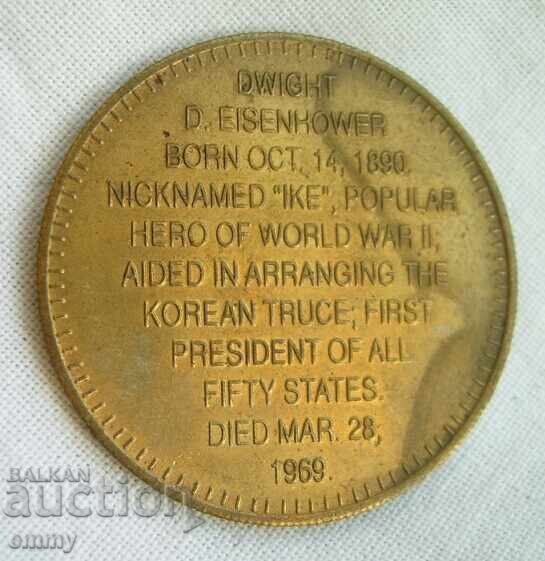 DWIGHT
D. EISENHOWER
BORN OCT. 14, 1890.
NICKNAMED "IKE", POPULAR
HERO OF WORLD WAR II;
AIDED IN ARRANGING THE
KOREAN TRUCE; FIRST
PRESIDENT OF ALL
FIFTY STATES.
DIED MAR. 28,
1969.
BALKAN
auction
emmy